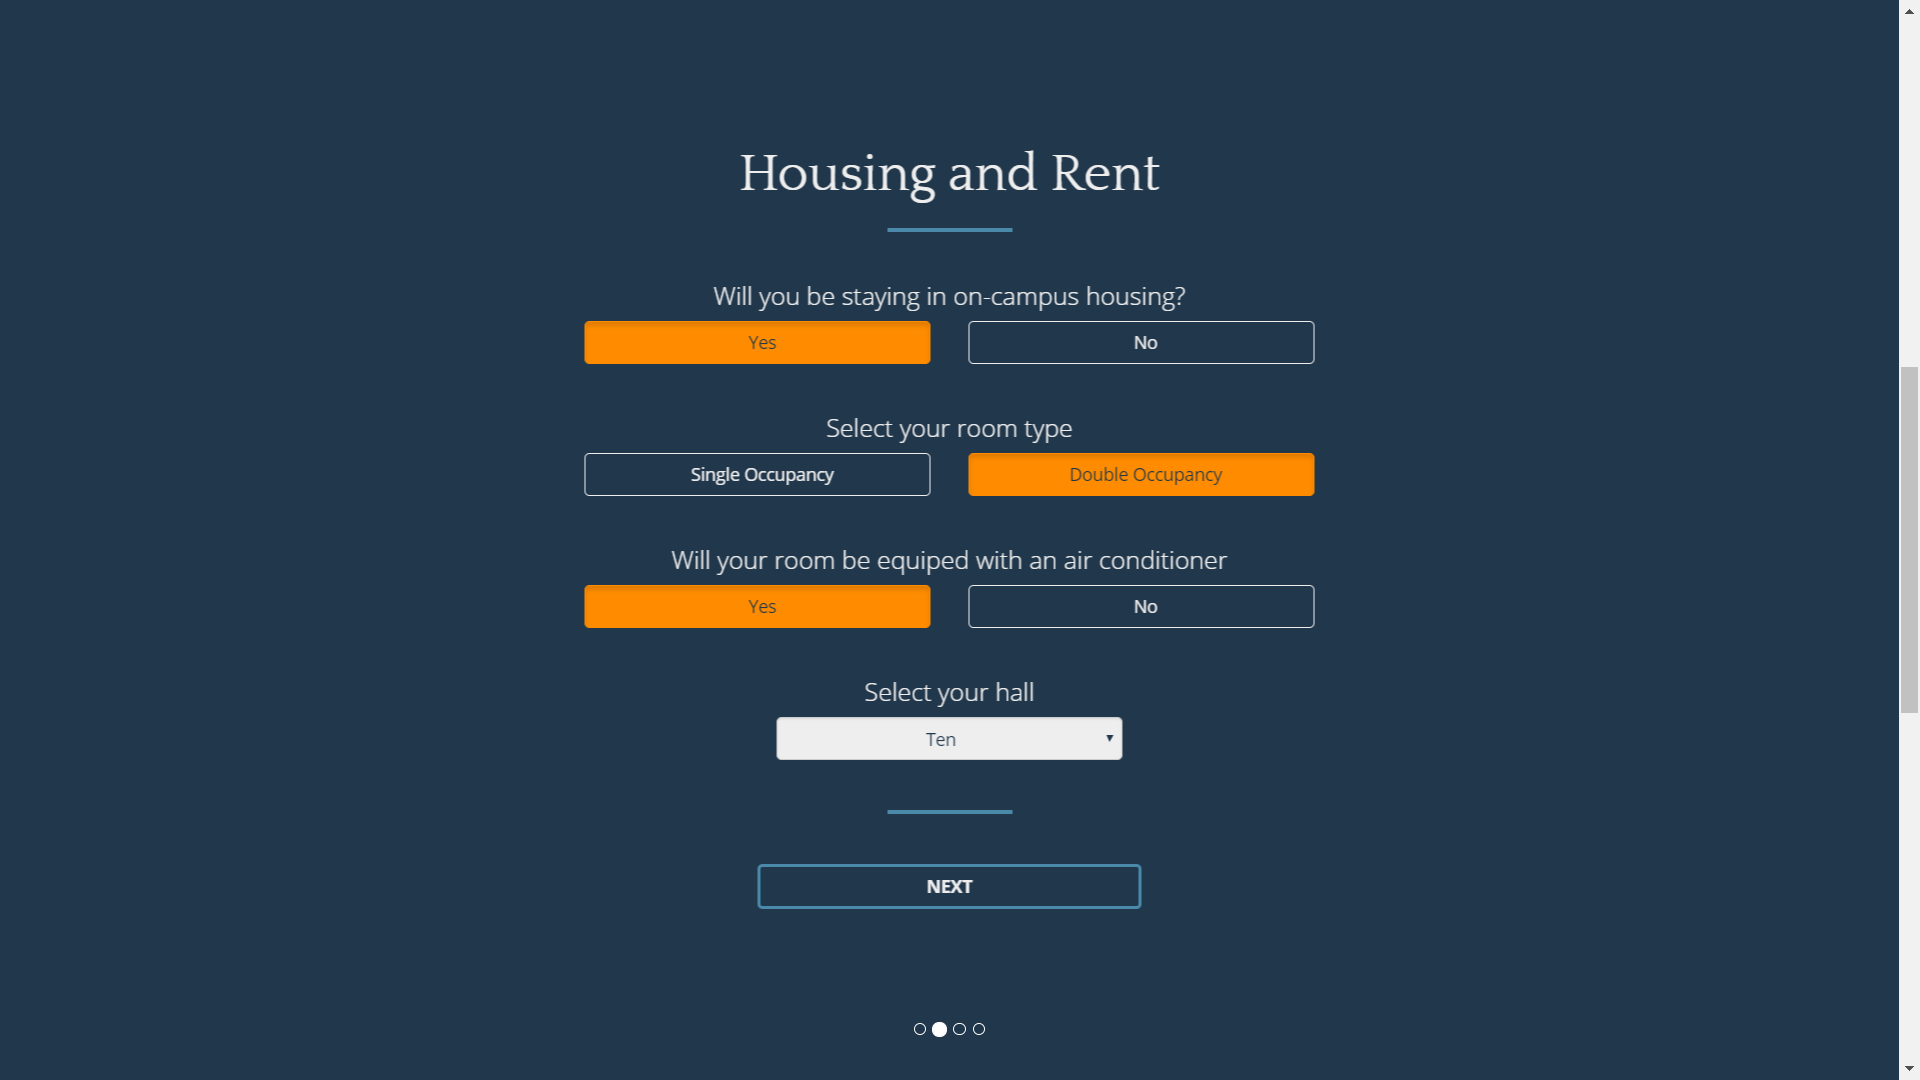 Housing and Rent
Will you be staying in on-campus housing?
Yes No
Select your room type
Single Occupancy Double Occupancy
Will your room be equiped with an air conditioner
Yes No
Select your hall
Ten
NEXT